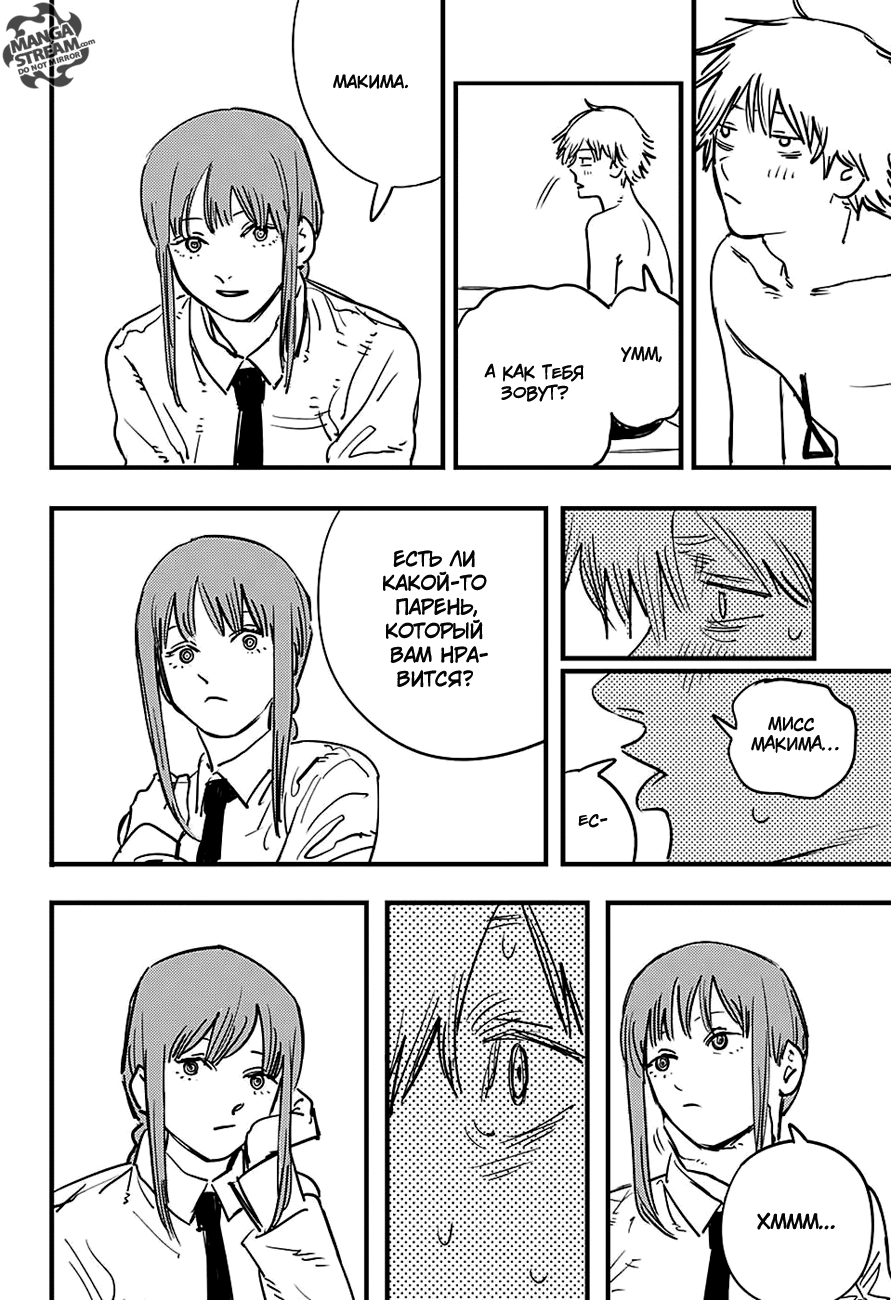 MANGA
STREAM.com
DO NOT MIRROR
УММ,
А КАК ТЕБЯ
ЗОВУТ?
МАКИМА.
МИСС
МАКИМА...
ЕС-
ЕСТЬ ЛИ
КАКОЙ-ТО
ПАРЕНЬ,
КОТОРЫЙ
ВАМ НРА-
ВИТСЯ?
ХМММ...